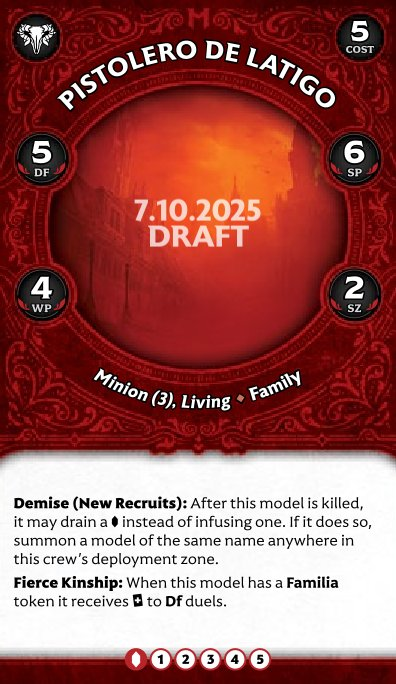 5
COST
PISTOLERO DE LATIGO
5
DF
6
SP
7.10.2025
DRAFT
4
WP
2
SZ
Minion (3), Living Family
Demise (New Recruits): After this model is killed,
it may drain a instead of infusing one. If it does so,
summon a model of the same name anywhere in
this crew's deployment zone.
Fierce Kinship: When this model has a Familia
token it receives to Df duels.
1 2 3 4 5